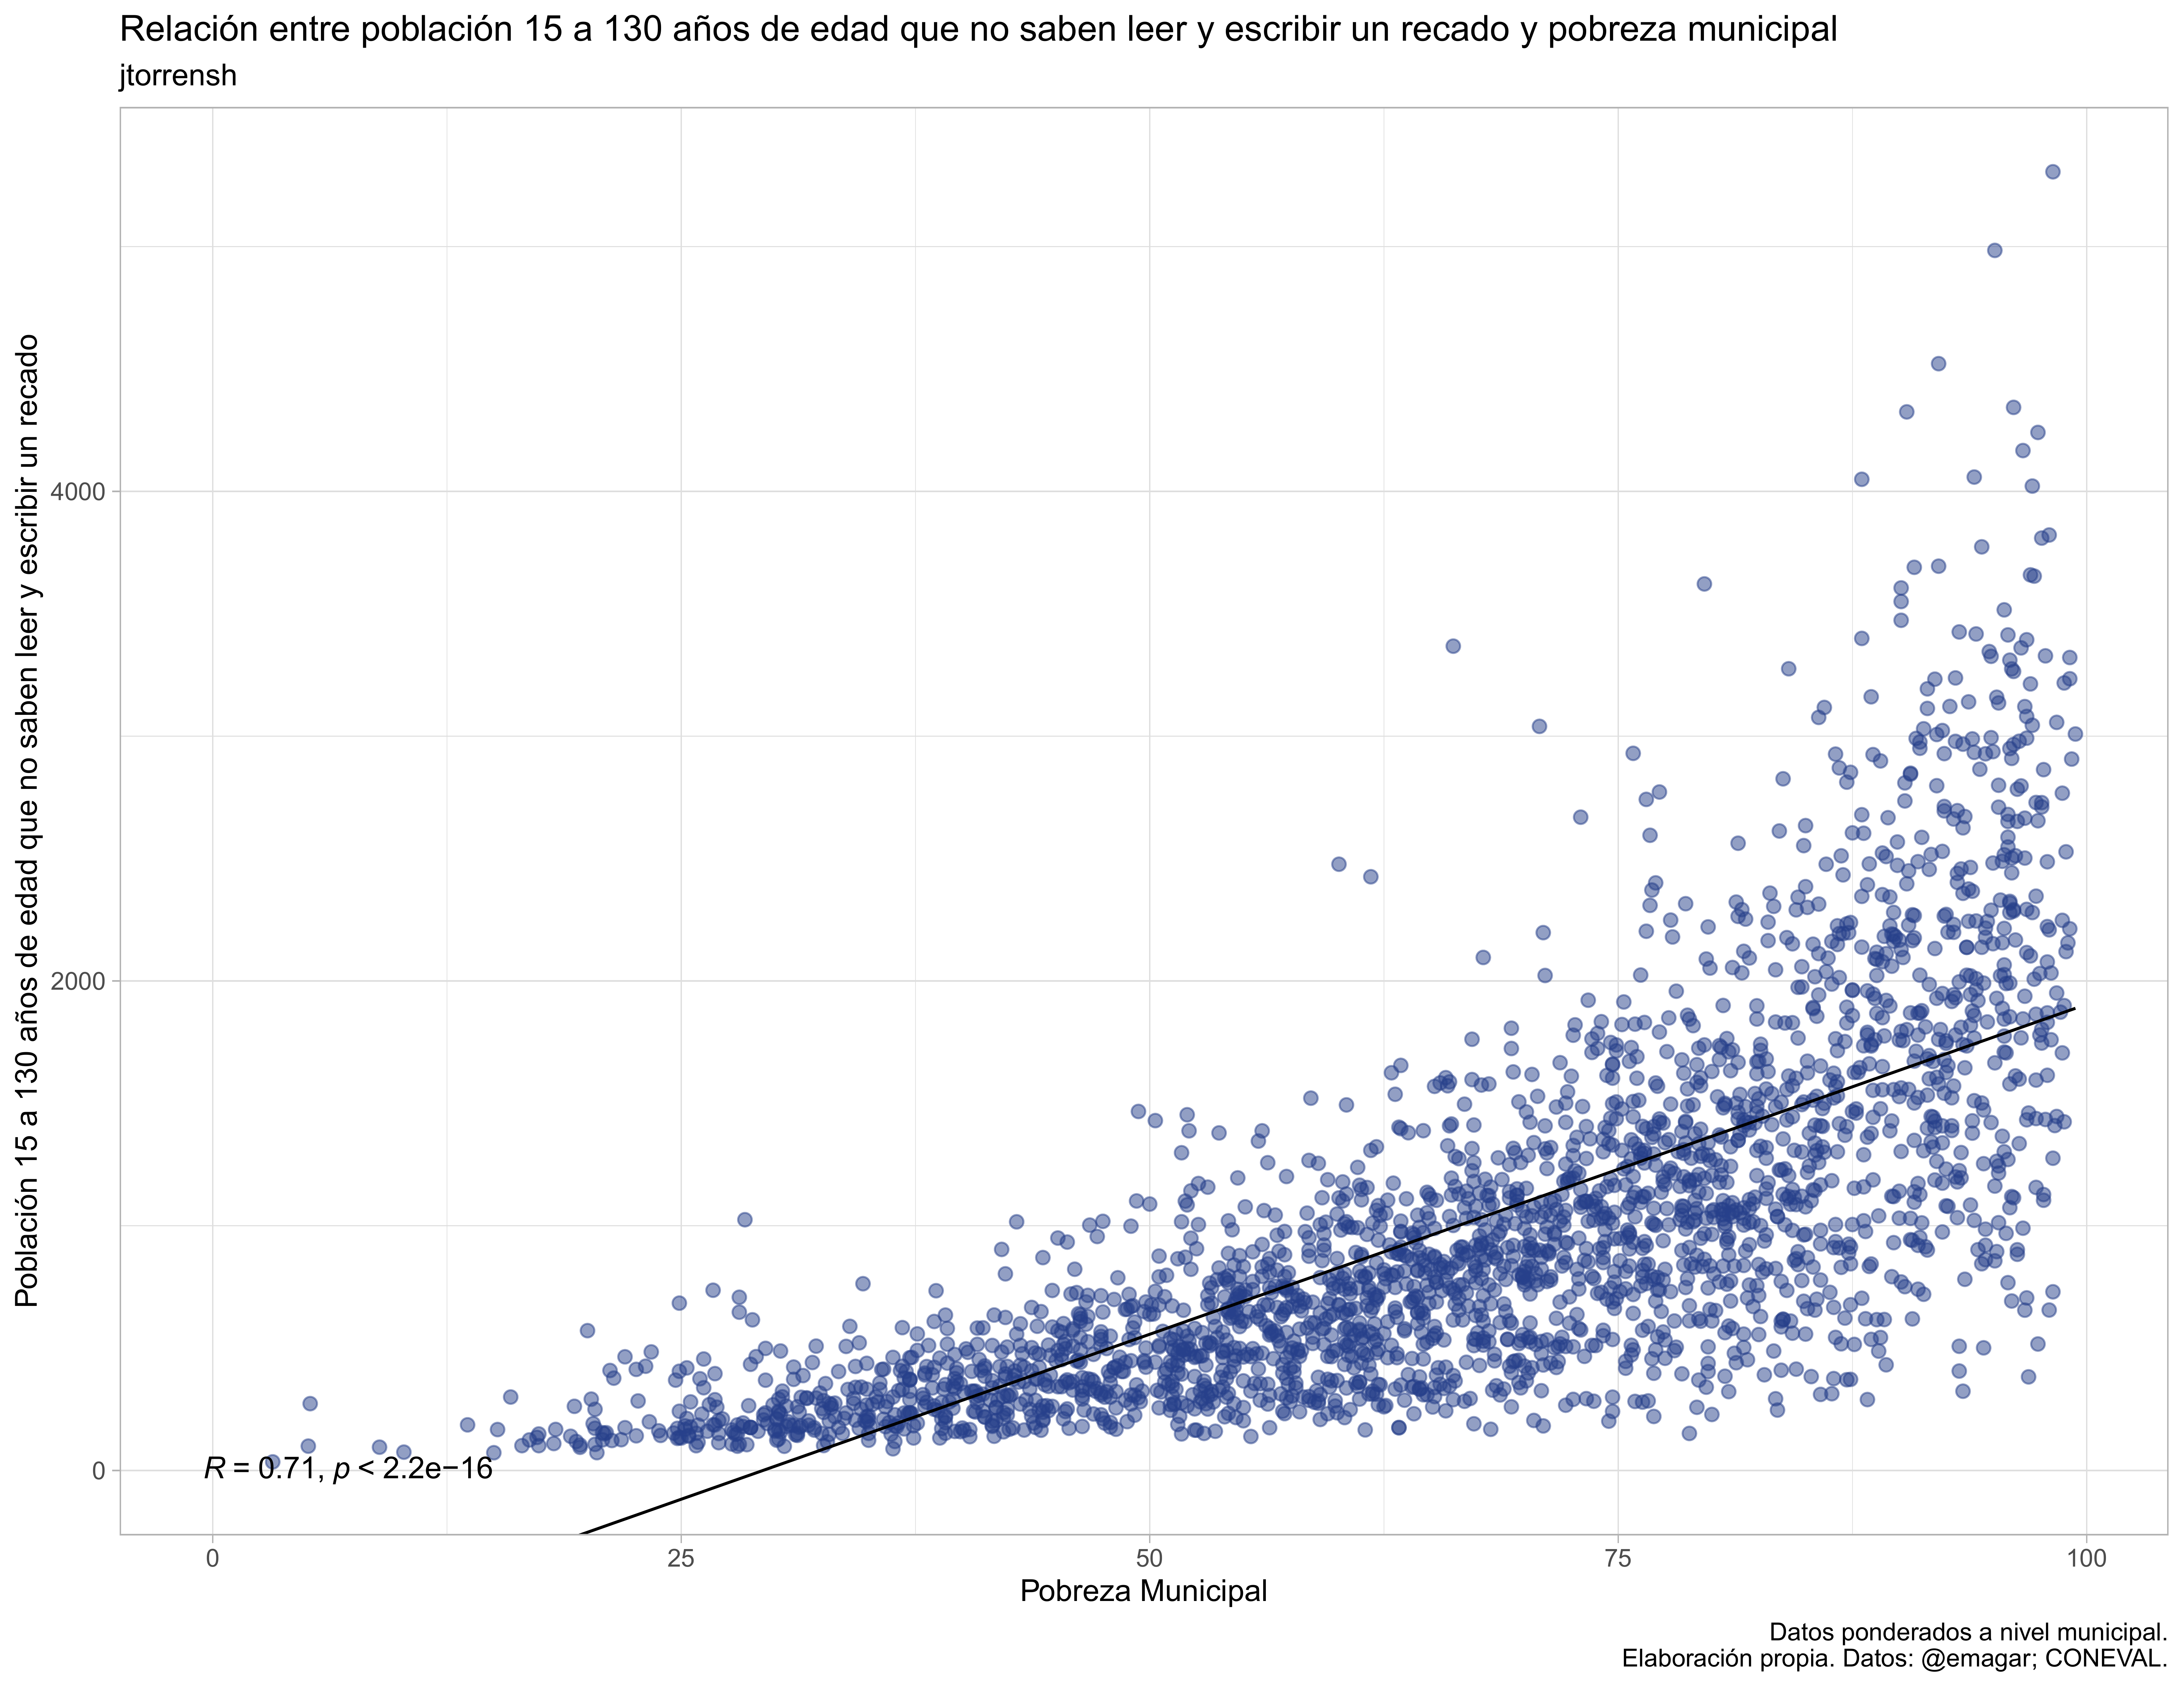 Relación entre población 15 a 130 años de edad que no saben leer y escribir un recado y pobreza municipal
jtorrensh
Población 15 a 130 años de edad que no saben leer y escribir un recado
4000
2000
0
R = 0.71, p < 2.2e−16
0 25 50 75 100
Pobreza Municipal
Datos ponderados a nivel municipal.
Elaboración propia. Datos: @emagar; CONEVAL.